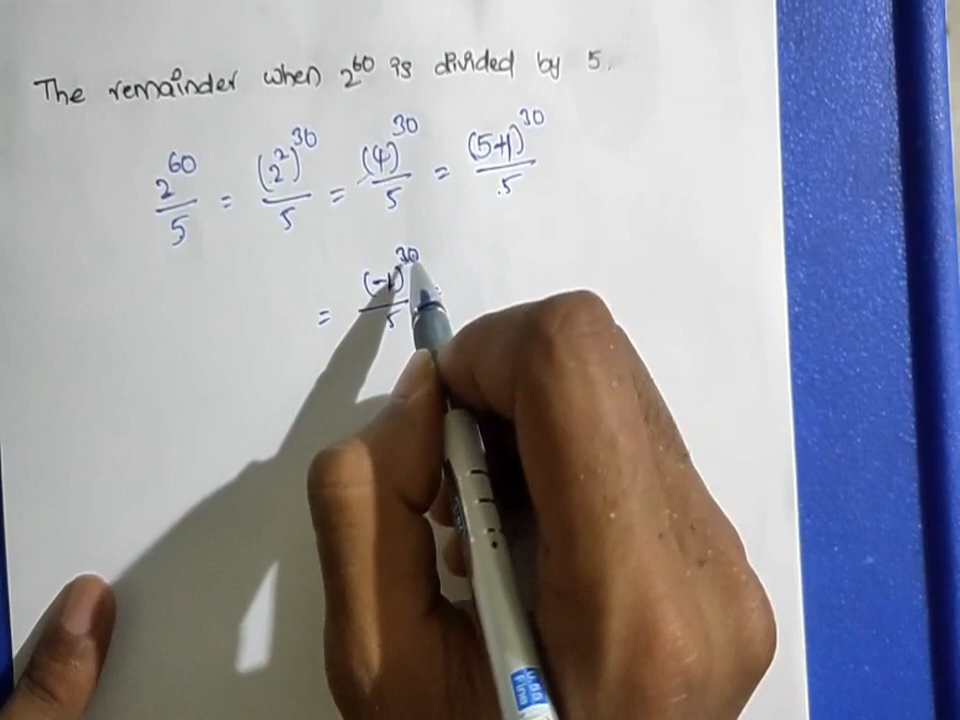 The remainder when 2^60 is divided by 5.
2^60/5 = (2^2)^30/5 = (4)^30/5 = (5+1)^30/5
= (-1)^30/5
Fine